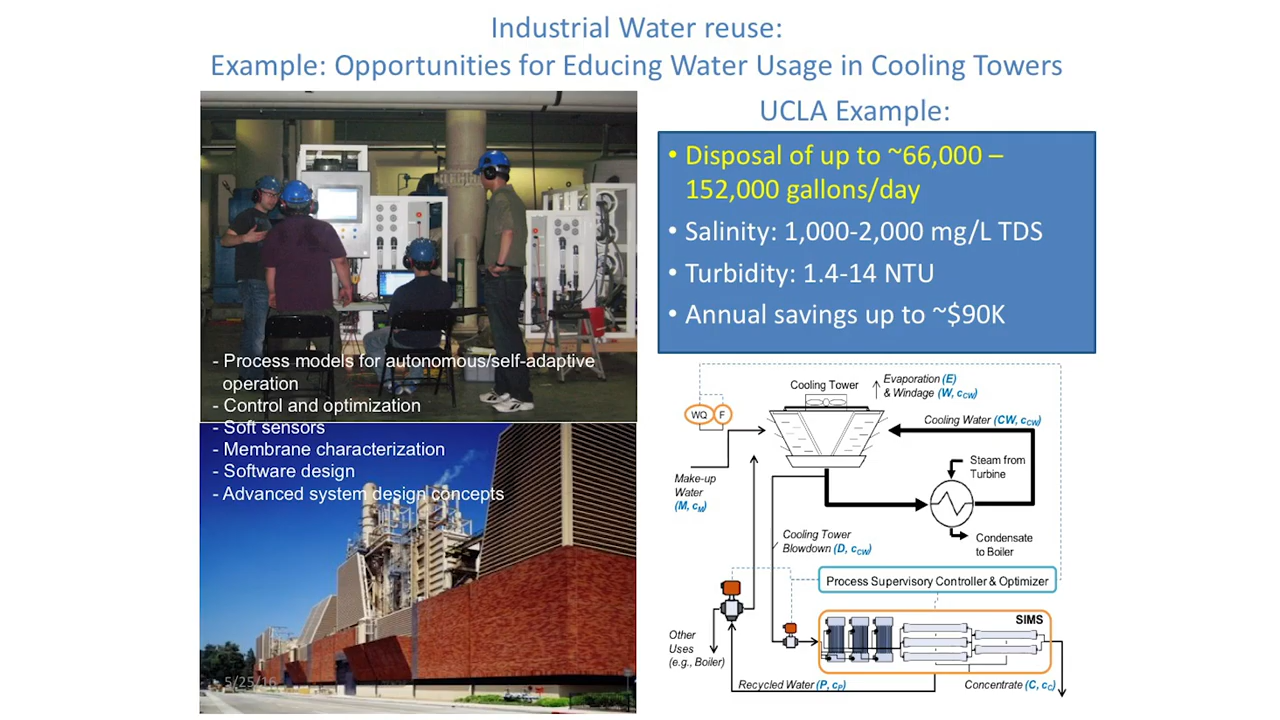 Industrial Water reuse:
Example: Opportunities for Educing Water Usage in Cooling Towers
- Process models for autonomous/self-adaptive
operation
- Control and optimization
- Soft sensors
- Membrane characterization
- Software design
- Advanced system design concepts
5/25/16
UCLA Example:
• Disposal of up to ~66,000 –
152,000 gallons/day
• Salinity: 1,000-2,000 mg/L TDS
• Turbidity: 1.4-14 NTU
• Annual savings up to ~$90K
Cooling Tower
Evaporation (E)
& Windage (W, cCW)
WQ
F
Cooling Water (CW, cCW)
Steam from
Turbine
Make-up
Water
(M, cM)
Cooling Tower
Blowdown (D, cCW)
Condensate
to Boiler
Process Supervisory Controller & Optimizer
SIMS
Other
Uses
(e.g., Boiler)
Recycled Water (P, cP)
Concentrate (C, cC)